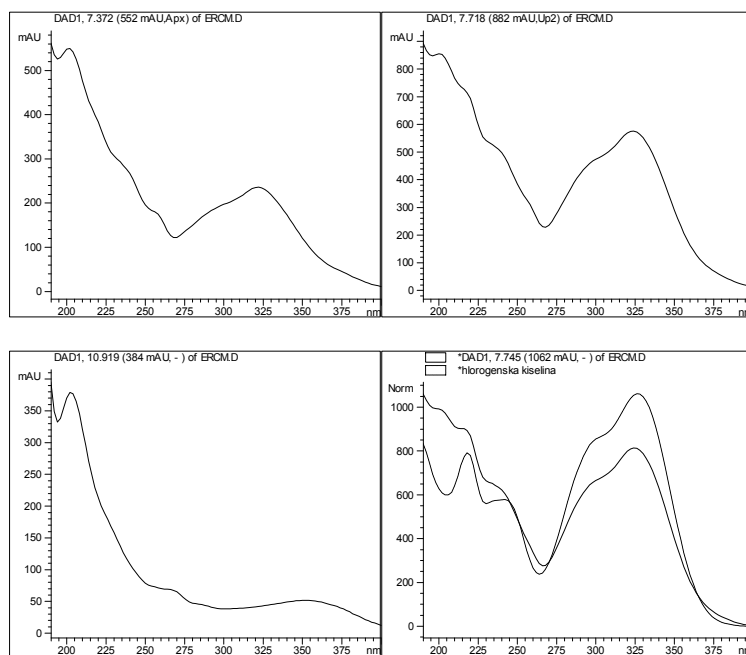 DAD1, 7.372 (552 mAU,Apx) of ERCM.D
mAU
500
400
300
200
100
0
200 225 250 275 300 325 350 375 nm
DAD1, 7.718 (882 mAU,Up2) of ERCM.D
mAU
800
700
600
500
400
300
200
100
0
200 225 250 275 300 325 350 375 nm
DAD1, 10.919 (384 mAU, - ) of ERCM.D
mAU
350
300
250
200
150
100
50
0
200 225 250 275 300 325 350 375 nm
*DAD1, 7.745 (1062 mAU, - ) of ERCM.D
*hlorogenska kiselina
Norm
1000
800
600
400
200
0
200 225 250 275 300 325 350 375 nm